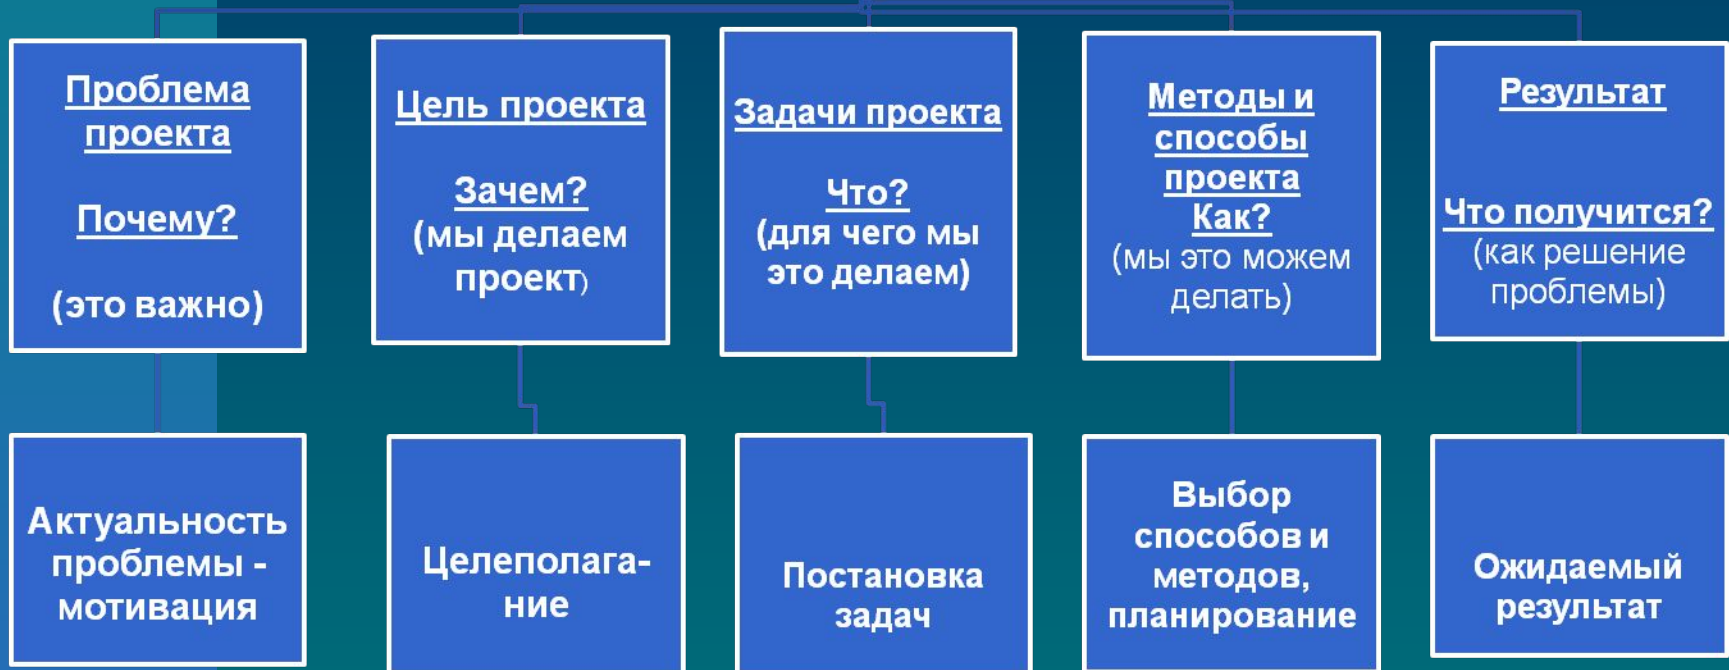 Проблема
проекта
Почему?
(это важно)
Цель проекта
Зачем?
(мы делаем
проект)
Задачи проекта
Что?
(для чего мы
это делаем)
Методы и
способы
проекта
Как?
(мы это можем
делать)
Результат
Что получится?
(как решение
проблемы)
Актуальность
проблемы -
мотивация
Целеполага-
ние
Постановка
задач
Выбор
способов и
методов,
планирование
Ожидаемый
результат